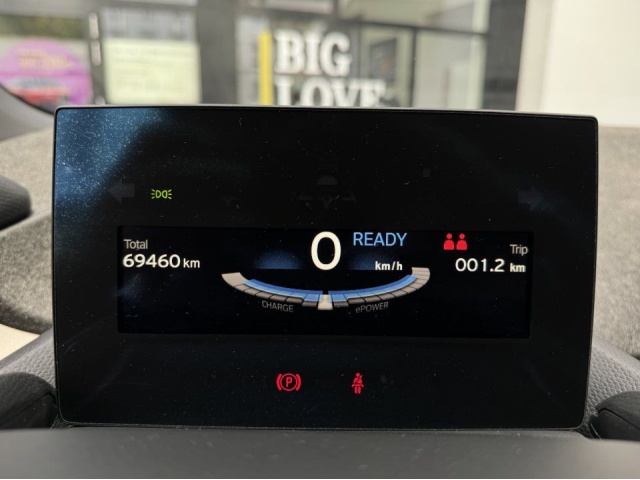 BIG
LOVE
Total
69460 km
0
READY
km/h
Trip
001.2 km
CHARGE
ePOWER
P